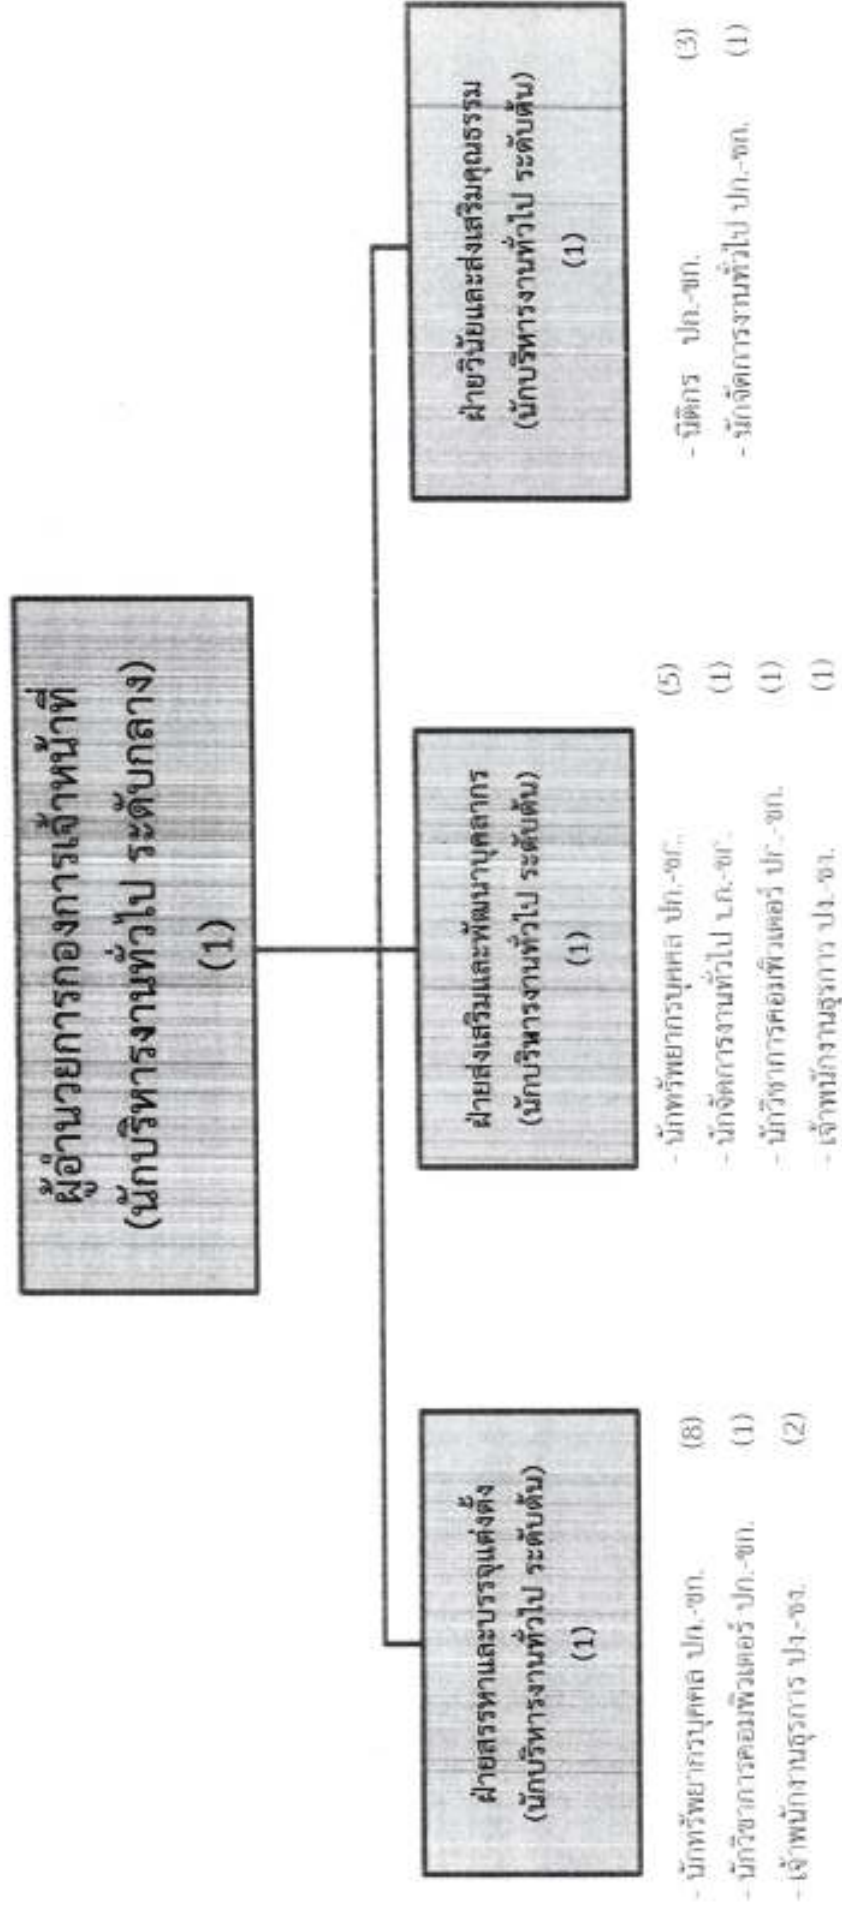 ผู้อำนวยการกองการเจ้าหน้าที่
(นักบริหารงานทั่วไป ระดับกลาง)
(1)
ฝ่ายสรรหาและบรรจุแต่งตั้ง
(นักบริหารงานทั่วไป ระดับต้น)
(1)
- นักทรัพยากรบุคคล ปก.-ชก. (8)
- นักวิชาการคอมพิวเตอร์ ปก.-ชก. (1)
- เจ้าพนักงานธุรการ ปง.-ชง. (2)
ฝ่ายส่งเสริมและพัฒนาบุคลากร
(นักบริหารงานทั่วไป ระดับต้น)
(1)
- นักทรัพยากรบุคคล ปก.-ชก. (5)
- นักจัดการงานทั่วไป ปก.-ชก. (1)
- นักวิชาการคอมพิวเตอร์ ปก.-ชก. (1)
- เจ้าพนักงานธุรการ ปง.-ชง. (1)
ฝ่ายวินัยและส่งเสริมคุณธรรม
(นักบริหารงานทั่วไป ระดับต้น)
(1)
- นิติกร ปก.-ชก. (3)
- นักจัดการงานทั่วไป ปก.-ชก. (1)